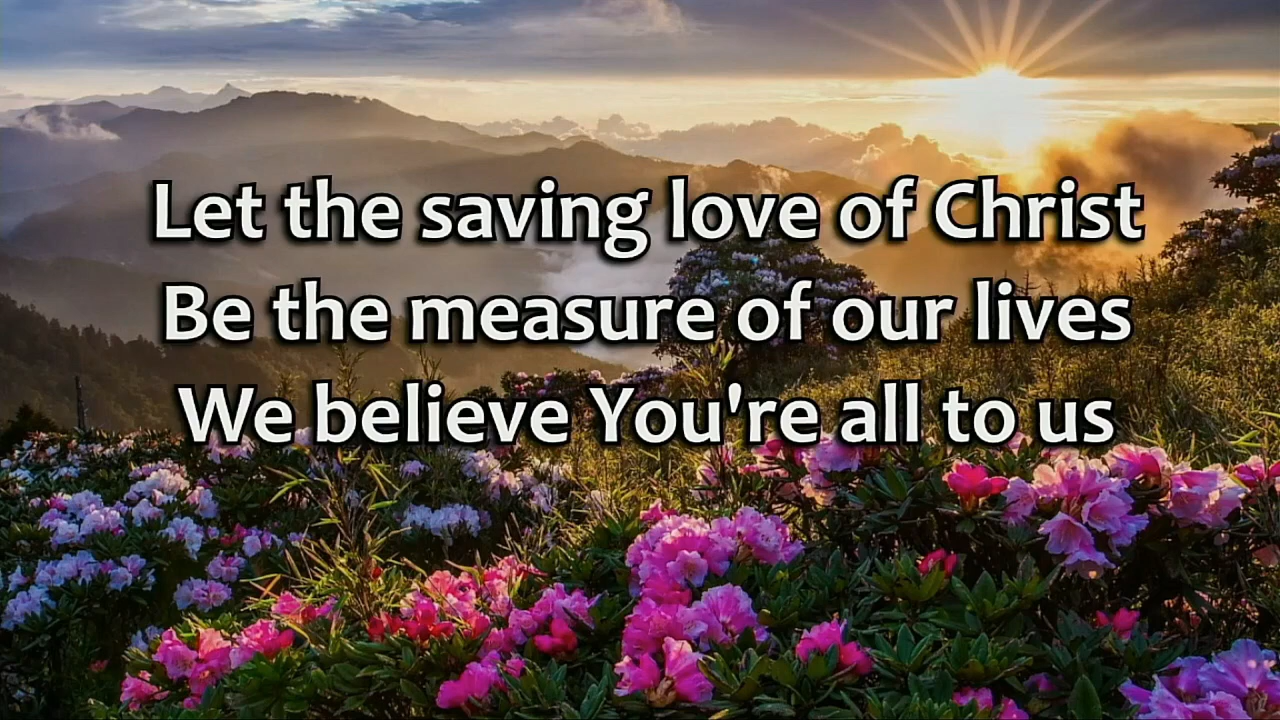 Let the saving love of Christ
Be the measure of our lives
We believe You're all to us